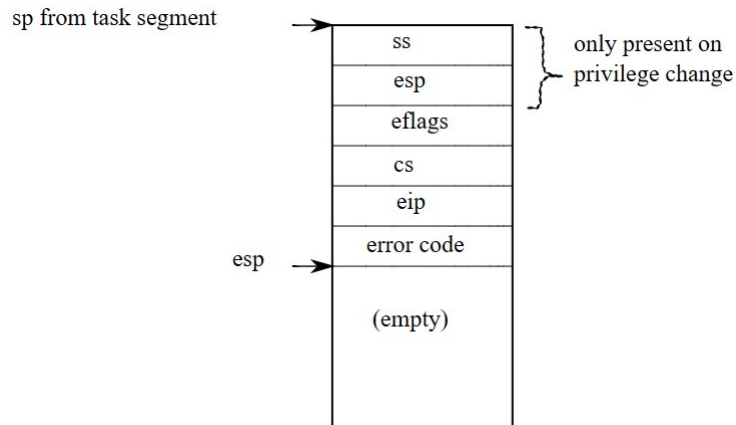 sp from task segment
ss
only present on
privilege change
esp
eflags
cs
eip
error code
esp
(empty)